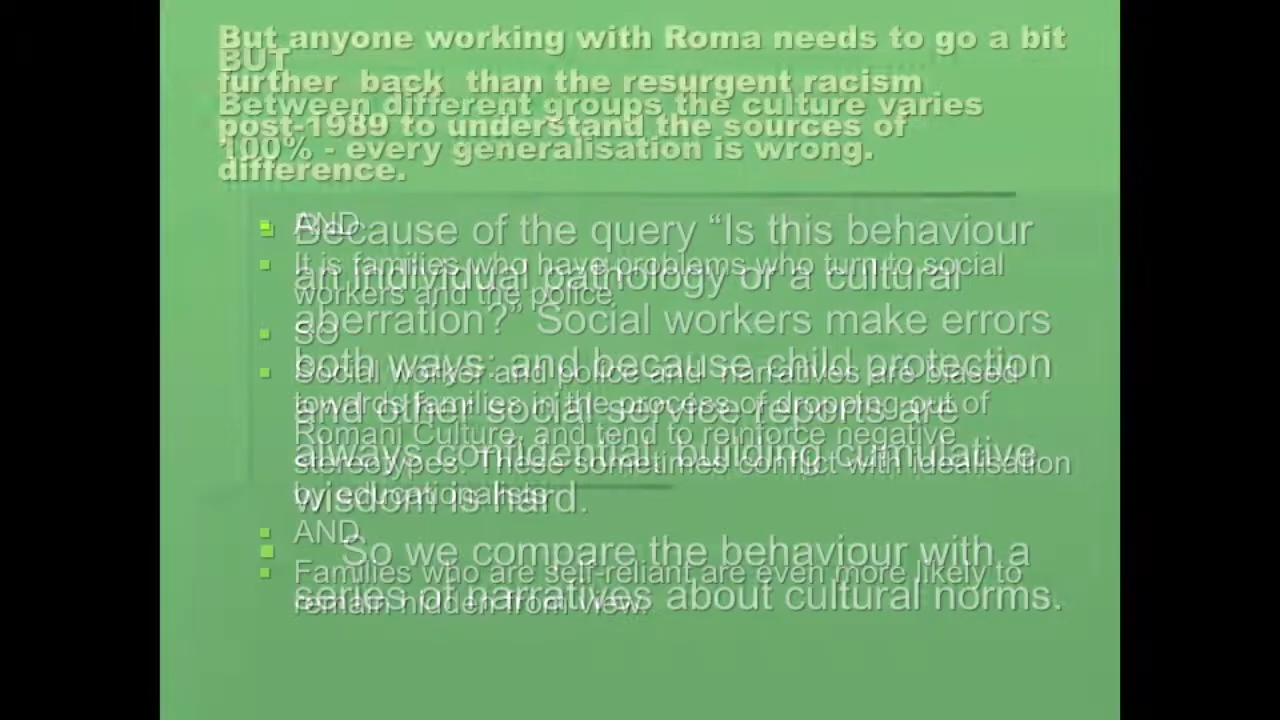 But anyone working with Roma needs to go a bit
further back than the resurgent racism
post-1989 to understand the sources of
difference.
Because of the query “Is this behaviour
an individual pathology or a cultural
aberration?” Social workers make errors
both ways: and because child protection
and other social service reports are
always confidential, building cumulative
wisdom is hard.
So we compare the behaviour with a
series of narratives about cultural norms.
BUT
Between different groups the culture varies
100% - every generalisation is wrong.
AND
It is families who have problems who turn to social
workers and the police.
SO
Social worker and police and narratives are biased
towards families in the process of dropping out of
Romani Culture, and tend to reinforce negative
stereotypes. These sometimes conflict with idealisation
by educationalists
AND
Families who are self-reliant are even more likely to
remain hidden from view.